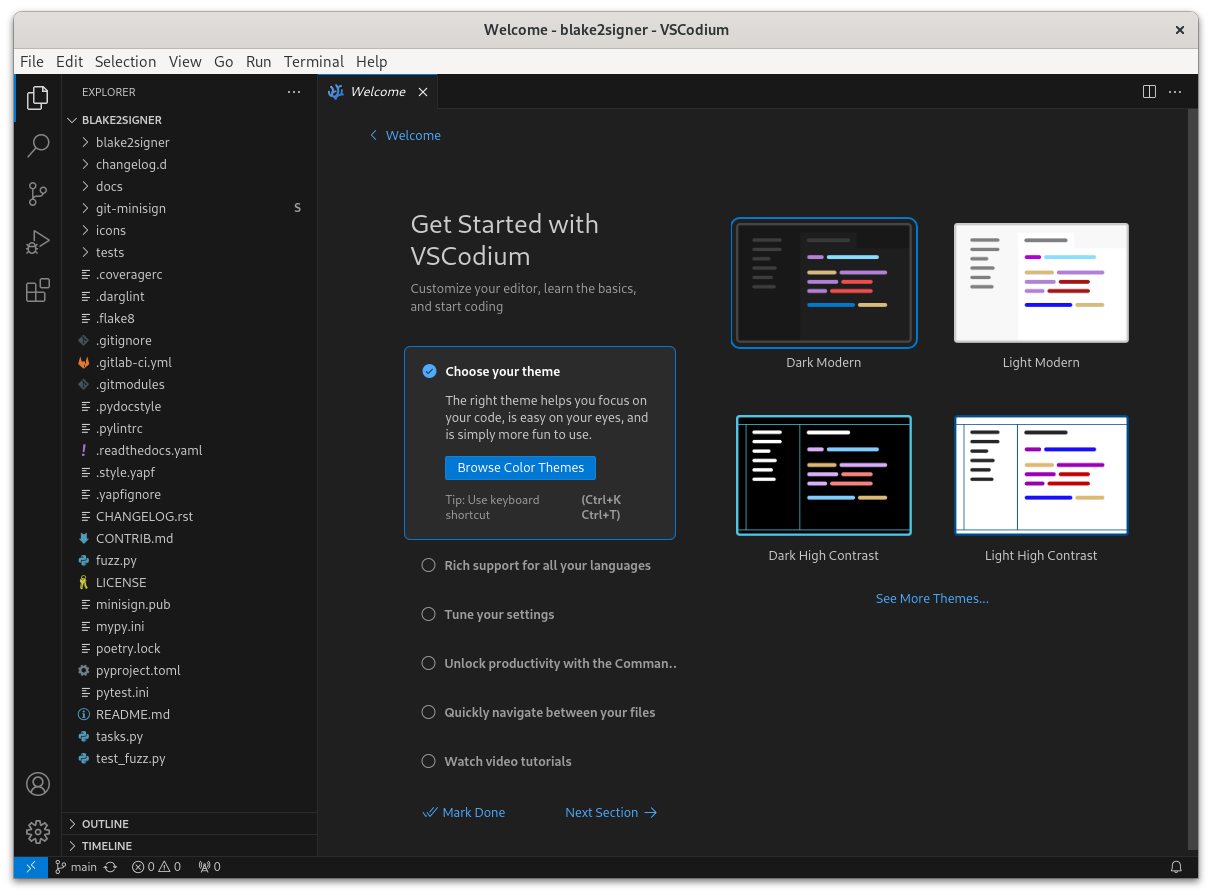 Welcome - blake2signer - VSCodium
File Edit Selection View Go Run Terminal Help
EXPLORER
BLAKE2SIGNER
blake2signer
changelog.d
docs
git-minisign S
icons
tests
.coveragerc
.darglint
.flake8
.gitignore
.gitlab-ci.yml
.gitmodules
.pydocstyle
.pylintrc
.readthedocs.yaml
.style.yapf
.yapfignore
CHANGELOG.rst
CONTRIB.md
fuzz.py
LICENSE
minisign.pub
mypy.ini
poetry.lock
pyproject.toml
pytest.ini
README.md
tasks.py
test_fuzz.py
OUTLINE
TIMELINE
Welcome
Welcome
Get Started with
VSCodium
Customize your editor, learn the basics,
and start coding
Choose your theme
The right theme helps you focus on
your code, is easy on your eyes, and
is simply more fun to use.
Browse Color Themes
Tip: Use keyboard (Ctrl+K
shortcut Ctrl+T)
Rich support for all your languages
Tune your settings
Unlock productivity with the Comman..
Quickly navigate between your files
Watch video tutorials
Mark Done Next Section
Dark Modern Light Modern
Dark High Contrast Light High Contrast
See More Themes...
main 0 0 0